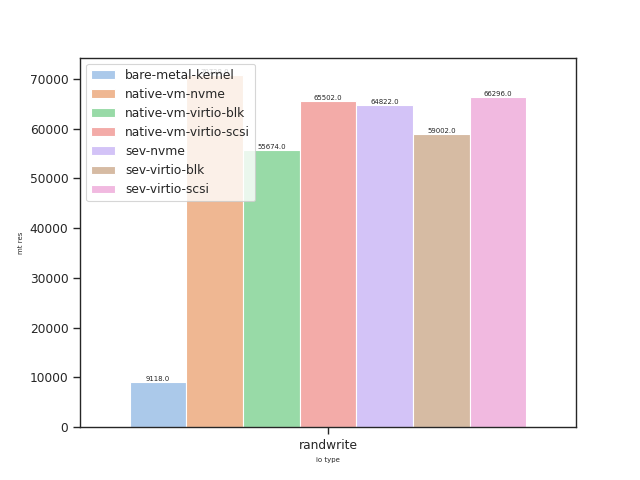 bare-metal-kernel
native-vm-nvme
native-vm-virtio-blk
native-vm-virtio-scsi
sev-nvme
sev-virtio-blk
sev-virtio-scsi
70000
60000
50000
40000
30000
20000
10000
0
9118.0
55674.0
65502.0
64822.0
59002.0
66296.0
mt res
randwrite
io type